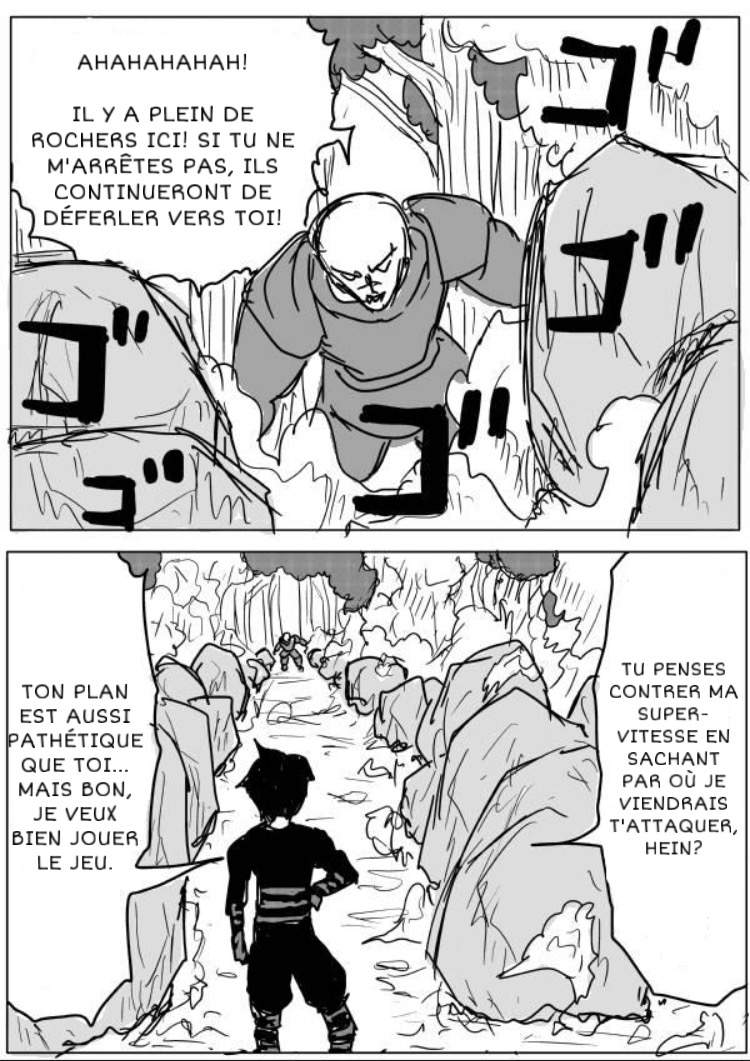 AHAHAHAHAH!
IL Y A PLEIN DE
ROCHERS ICI! SI TU NE
M'ARRÊTES PAS, ILS
CONTINUERONT DE
DÉFERLER VERS TOI!
ゴ
ゴ
ゴ
ゴ
ゴ
TU PENSES
CONTRER MA
SUPER-
VITESSE EN
SACHANT
PAR OÙ JE
VIENDRAIS
T'ATTAQUER,
HEIN?
TON PLAN
EST AUSSI
PATHÉTIQUE
QUE TOI...
MAIS BON,
JE VEUX
BIEN JOUER
LE JEU.